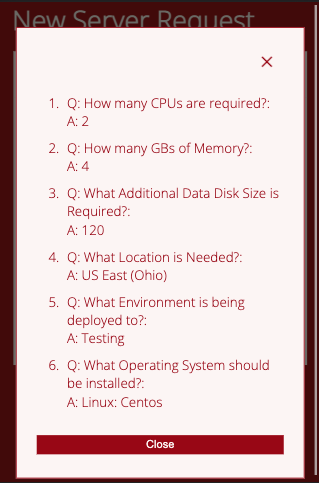 New Server Request
×
1. Q: How many CPUs are required?:
A: 2
2. Q: How many GBs of Memory?:
A: 4
3. Q: What Additional Data Disk Size is
Required?:
A: 120
4. Q: What Location is Needed?:
A: US East (Ohio)
5. Q: What Environment is being
deployed to?:
A: Testing
6. Q: What Operating System should
be installed?:
A: Linux: Centos
Close